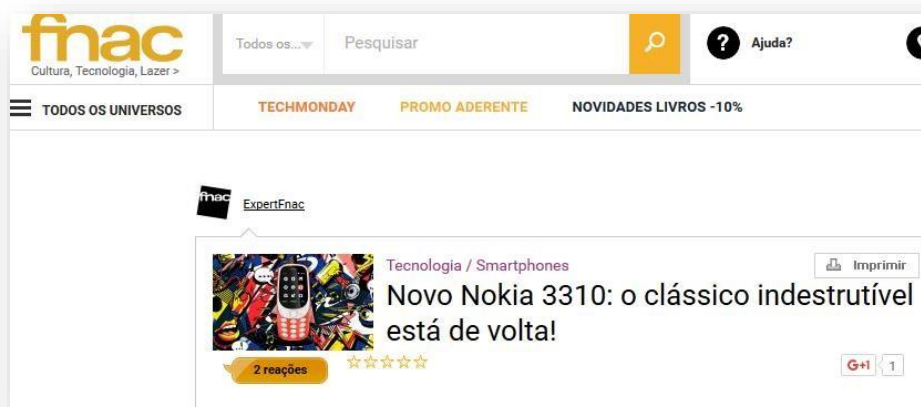 fnac
Cultura, Tecnologia, Lazer >
Todos os...
Pesquisar
? Ajuda?
TODOS OS UNIVERSOS
TECHMONDAY
PROMO ADERENTE
NOVIDADES LIVROS -10%
fnac
ExpertFnac
Tecnologia / Smartphones
Imprimir
Novo Nokia 3310: o clássico indestrutível
está de volta!
2 reações
G+1 1